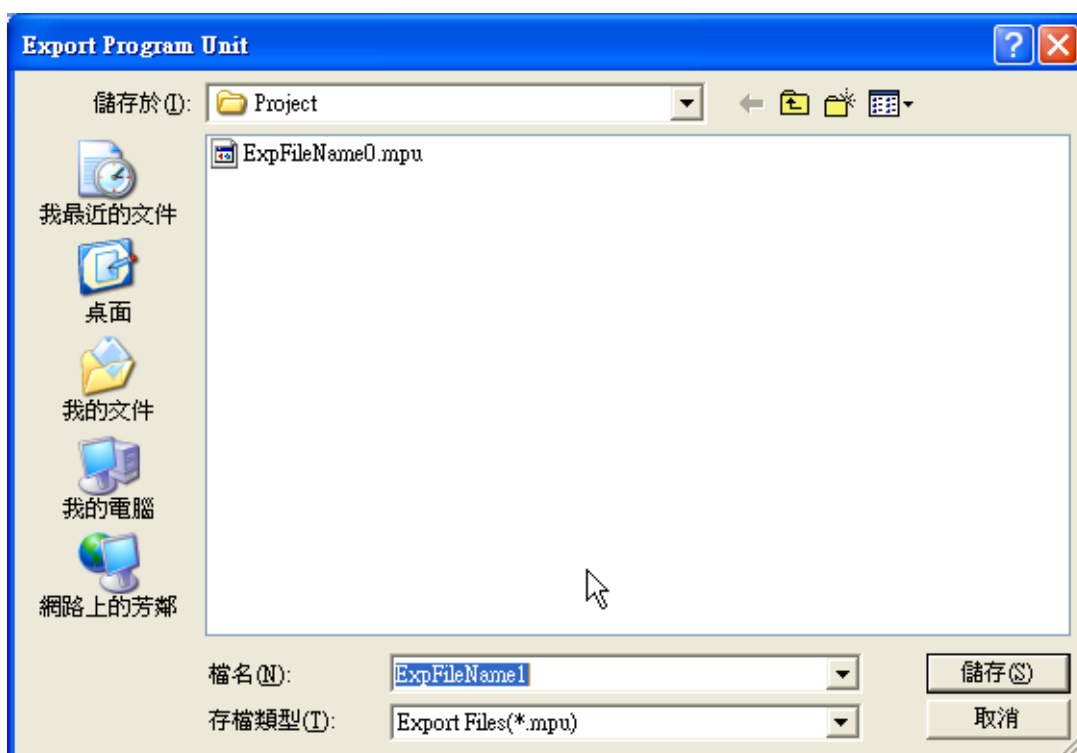 Export Program Unit
儲存於(I):
Project
ExpFileName0.mpu
我最近的文件
桌面
我的文件
我的電腦
網路上的芳鄰
檔名(N):
ExpFileName1
儲存(S)
存檔類型(T):
Export Files(*.mpu)
取消